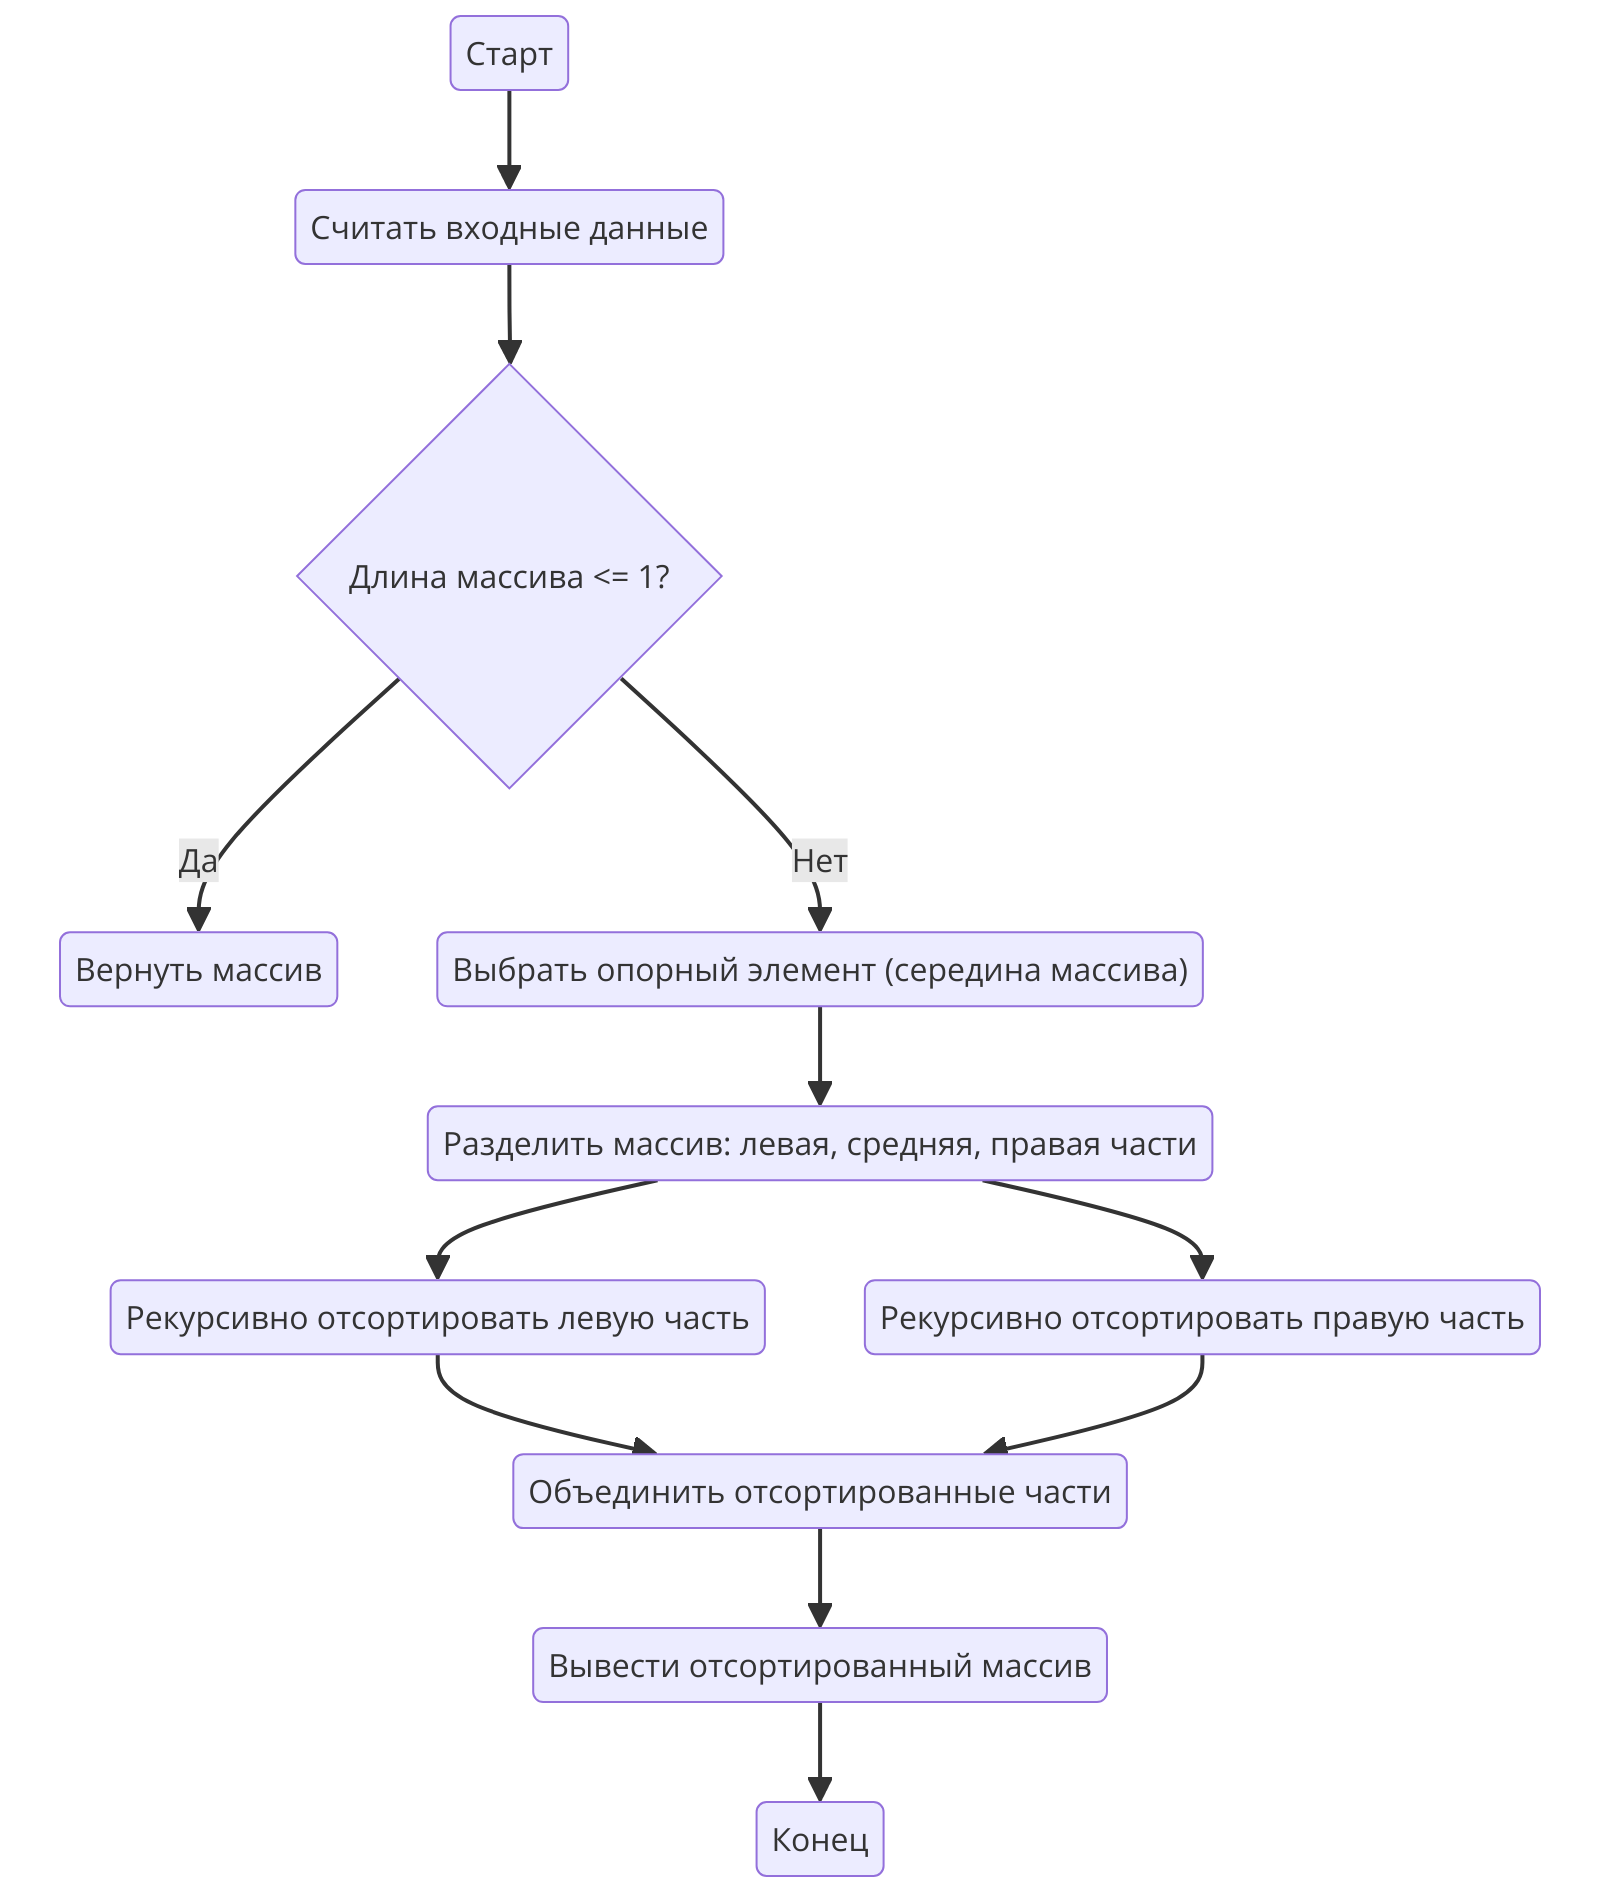 Старт
Считать входные данные
Длина массива <= 1?
Да
Нет
Вернуть массив
Выбрать опорный элемент (середина массива)
Разделить массив: левая, средняя, правая части
Рекурсивно отсортировать левую часть
Рекурсивно отсортировать правую часть
Объединить отсортированные части
Вывести отсортированный массив
Конец